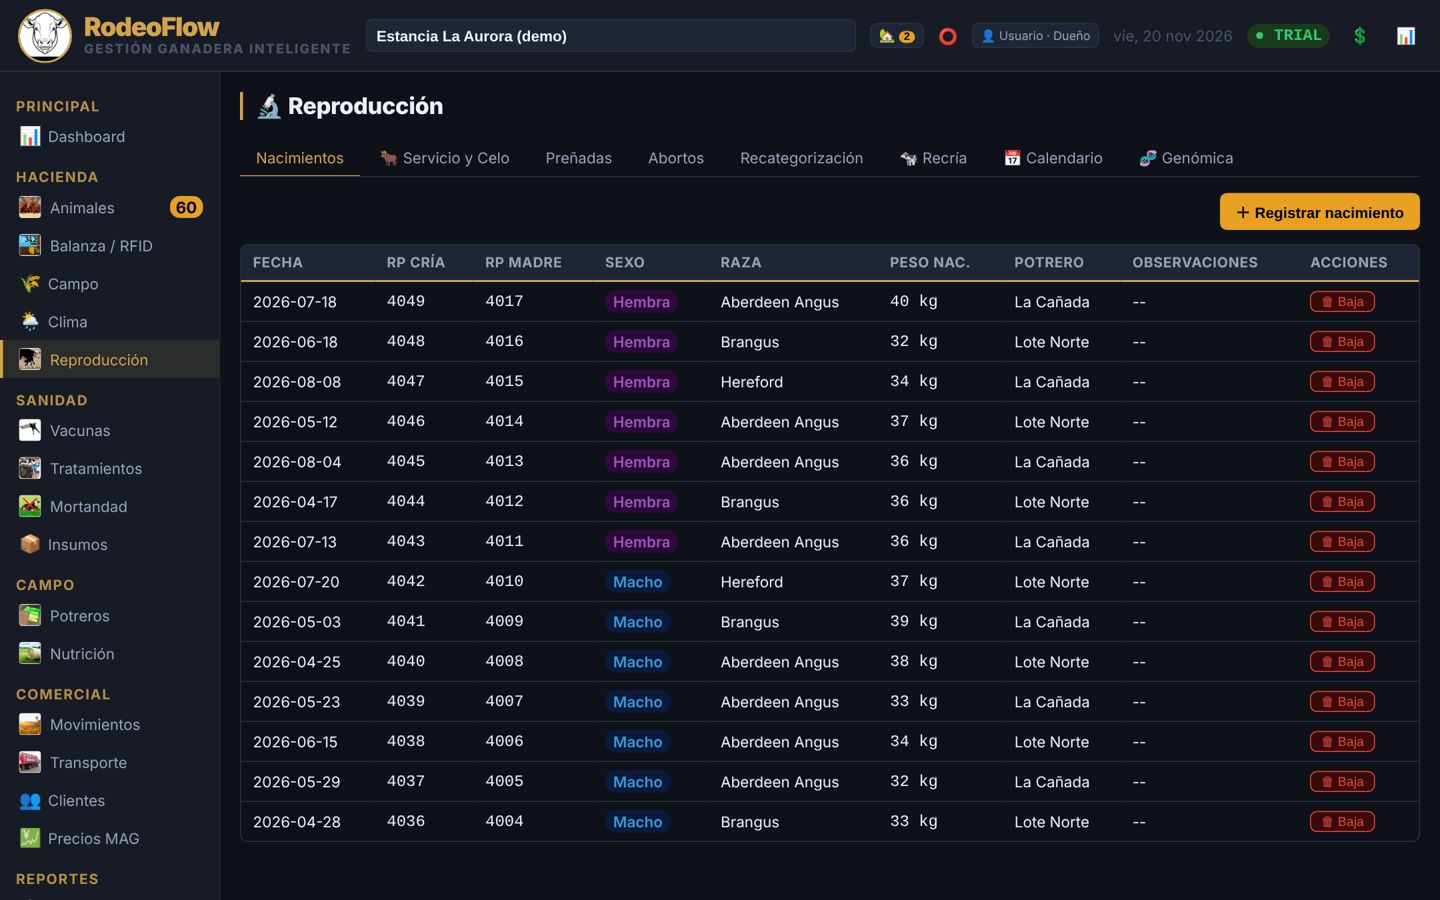 RodeoFlow
GESTIÓN GANADERA INTELIGENTE
Estancia La Aurora (demo)
2
Usuario · Dueño
vie, 20 nov 2026
TRIAL
PRINCIPAL
Dashboard
HACIENDA
Animales 60
Balanza / RFID
Campo
Clima
Reproducción
SANIDAD
Vacunas
Tratamientos
Mortandad
Insumos
CAMPO
Potreros
Nutrición
COMERCIAL
Movimientos
Transporte
Clientes
Precios MAG
REPORTES
Reproducción
Nacimientos Servicio y Celo Preñadas Abortos Recategorización Recría Calendario Genómica
+ Registrar nacimiento
FECHA RP CRÍA RP MADRE SEXO RAZA PESO NAC. POTRERO OBSERVACIONES ACCIONES
2026-07-18 4049 4017 Hembra Aberdeen Angus 40 kg La Cañada -- Baja
2026-06-18 4048 4016 Hembra Brangus 32 kg Lote Norte -- Baja
2026-08-08 4047 4015 Hembra Hereford 34 kg La Cañada -- Baja
2026-05-12 4046 4014 Hembra Aberdeen Angus 37 kg Lote Norte -- Baja
2026-08-04 4045 4013 Hembra Aberdeen Angus 36 kg La Cañada -- Baja
2026-04-17 4044 4012 Hembra Brangus 36 kg Lote Norte -- Baja
2026-07-13 4043 4011 Hembra Aberdeen Angus 36 kg La Cañada -- Baja
2026-07-20 4042 4010 Macho Hereford 37 kg Lote Norte -- Baja
2026-05-03 4041 4009 Macho Brangus 39 kg La Cañada -- Baja
2026-04-25 4040 4008 Macho Aberdeen Angus 38 kg Lote Norte -- Baja
2026-05-23 4039 4007 Macho Aberdeen Angus 33 kg La Cañada -- Baja
2026-06-15 4038 4006 Macho Aberdeen Angus 34 kg Lote Norte -- Baja
2026-05-29 4037 4005 Macho Aberdeen Angus 32 kg La Cañada -- Baja
2026-04-28 4036 4004 Macho Brangus 33 kg Lote Norte -- Baja